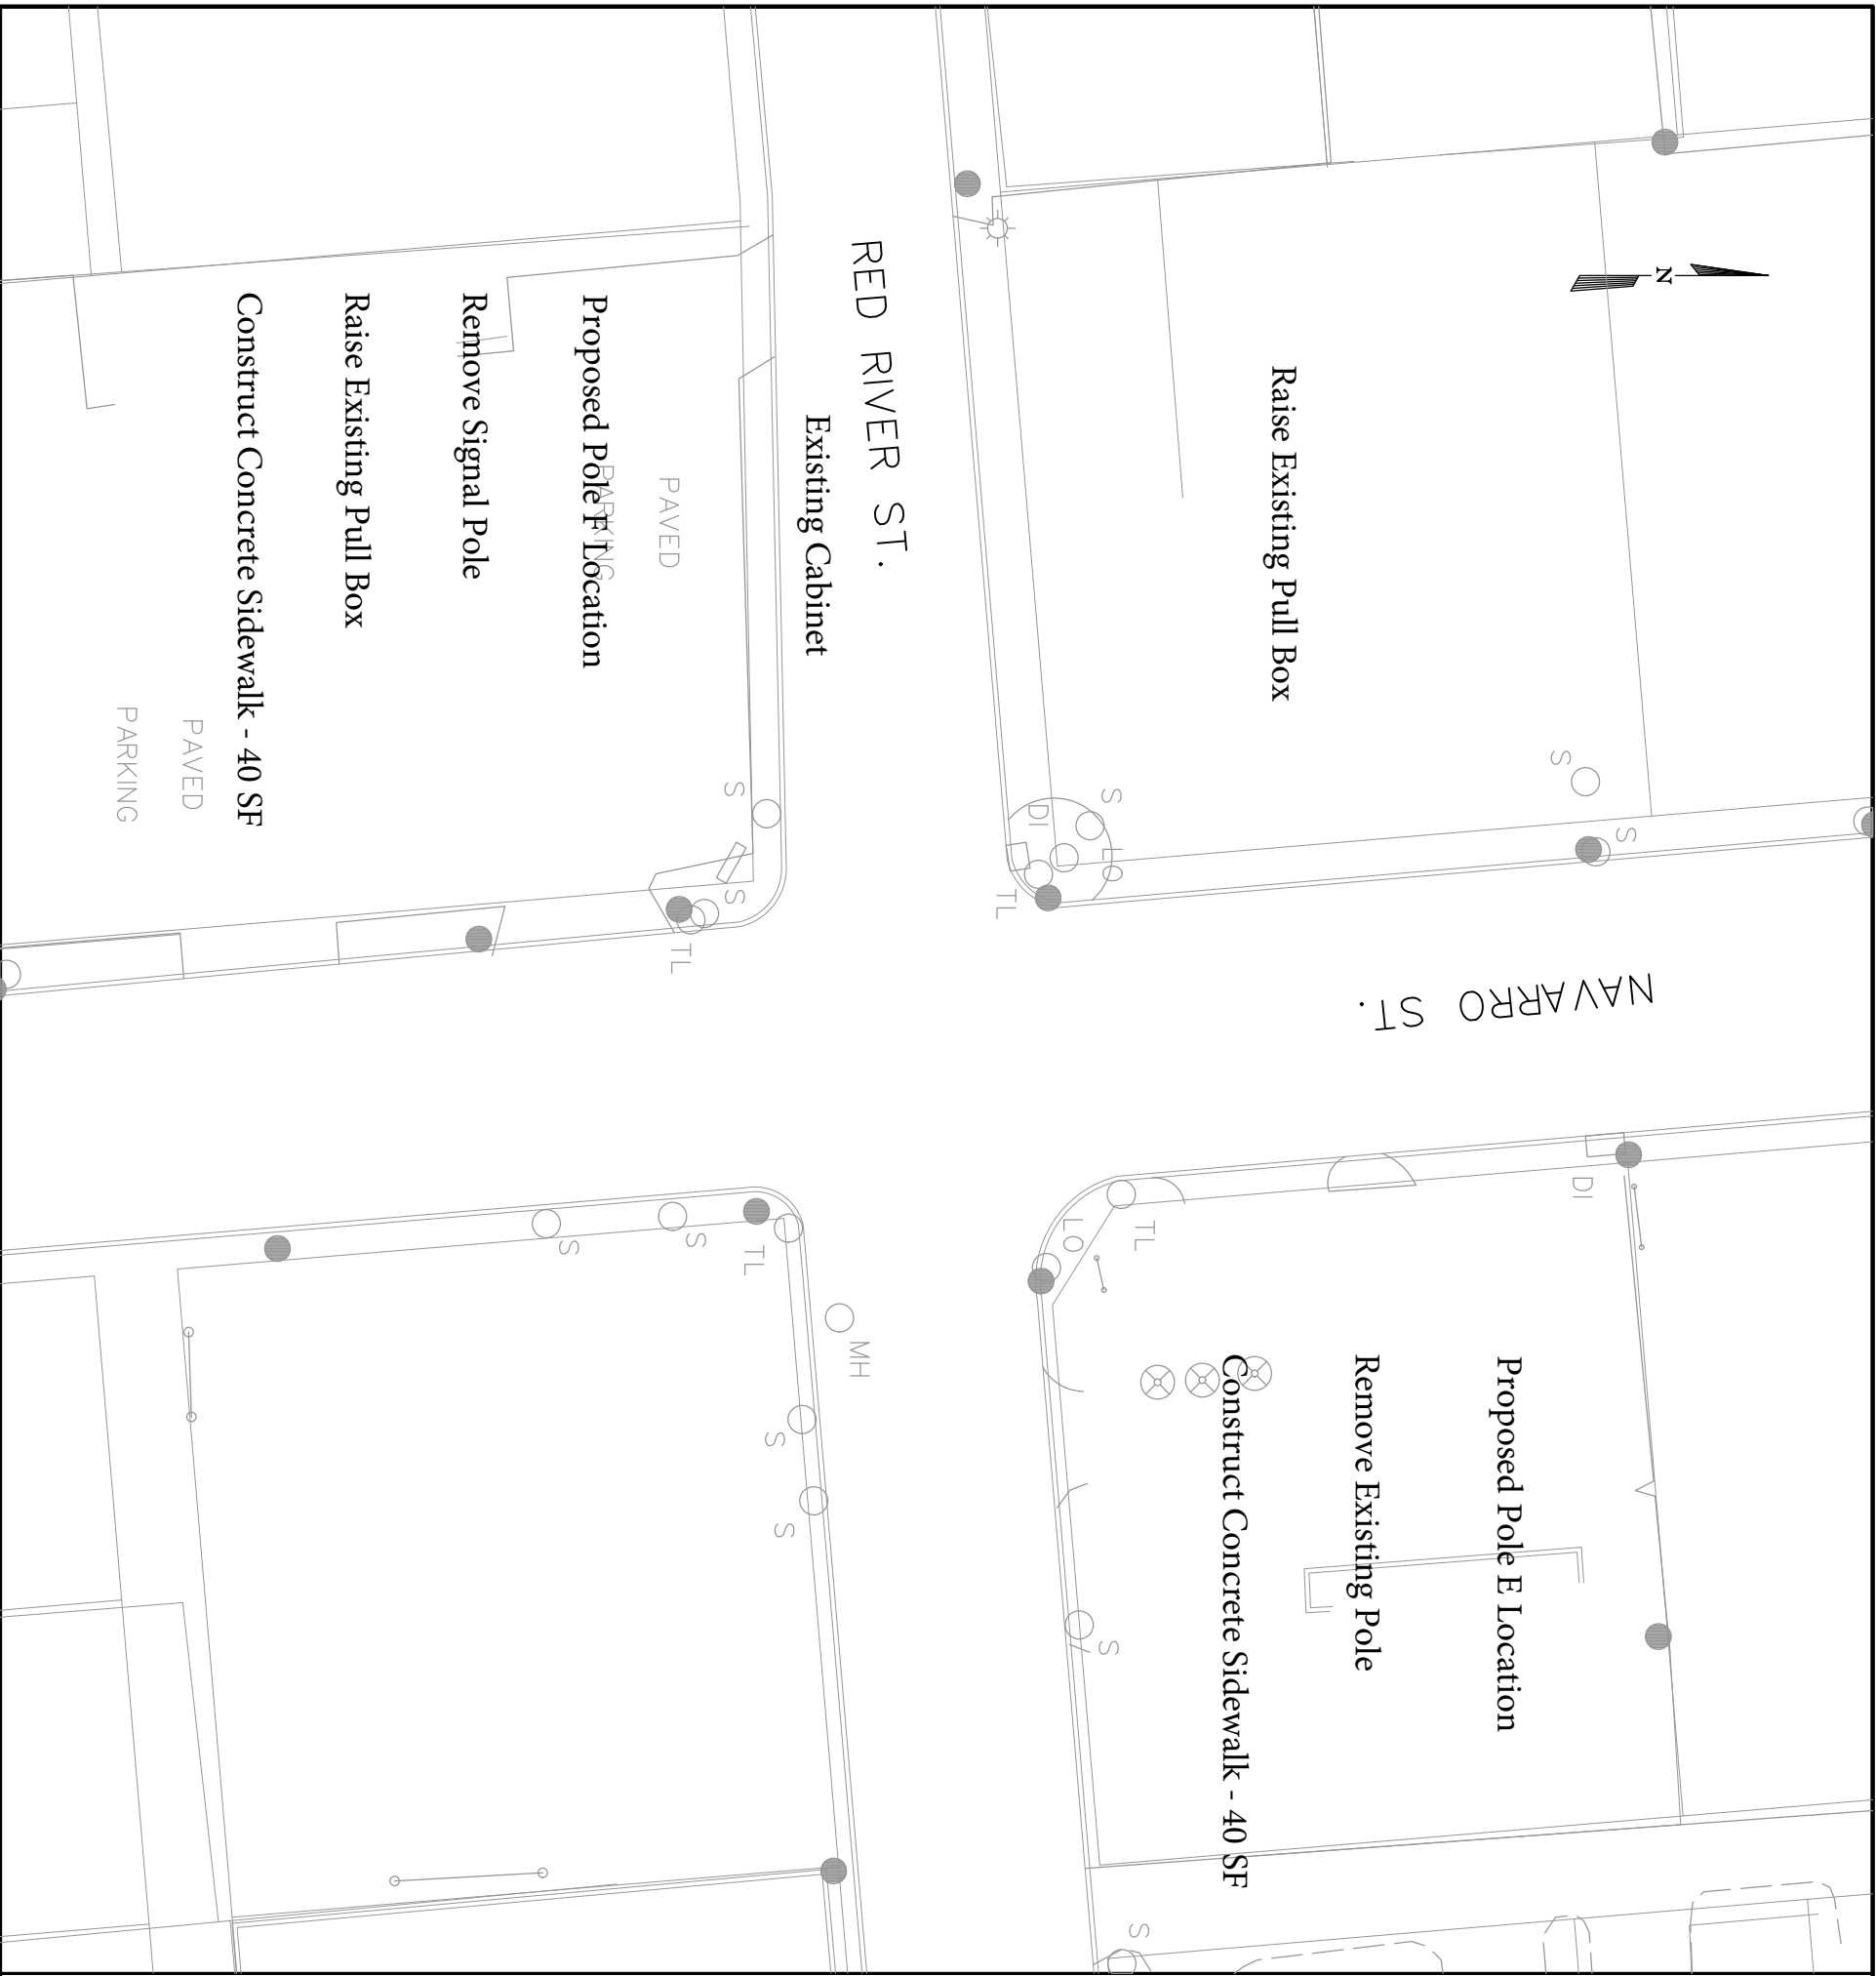 N
Raise Existing Pull Box
RED RIVER ST.
Existing Cabinet
PAVED
PARKING
Proposed Pole F Location
Remove Signal Pole
Raise Existing Pull Box
Construct Concrete Sidewalk - 40 SF
PAVED
PARKING
S
S
S
LO
DI
TL
S
S
TL
NAVARRO ST.
DI
TL
LO
Proposed Pole E Location
Remove Existing Pole
Construct Concrete Sidewalk - 40 SF
S
S
MH
S
S
TL
S
S